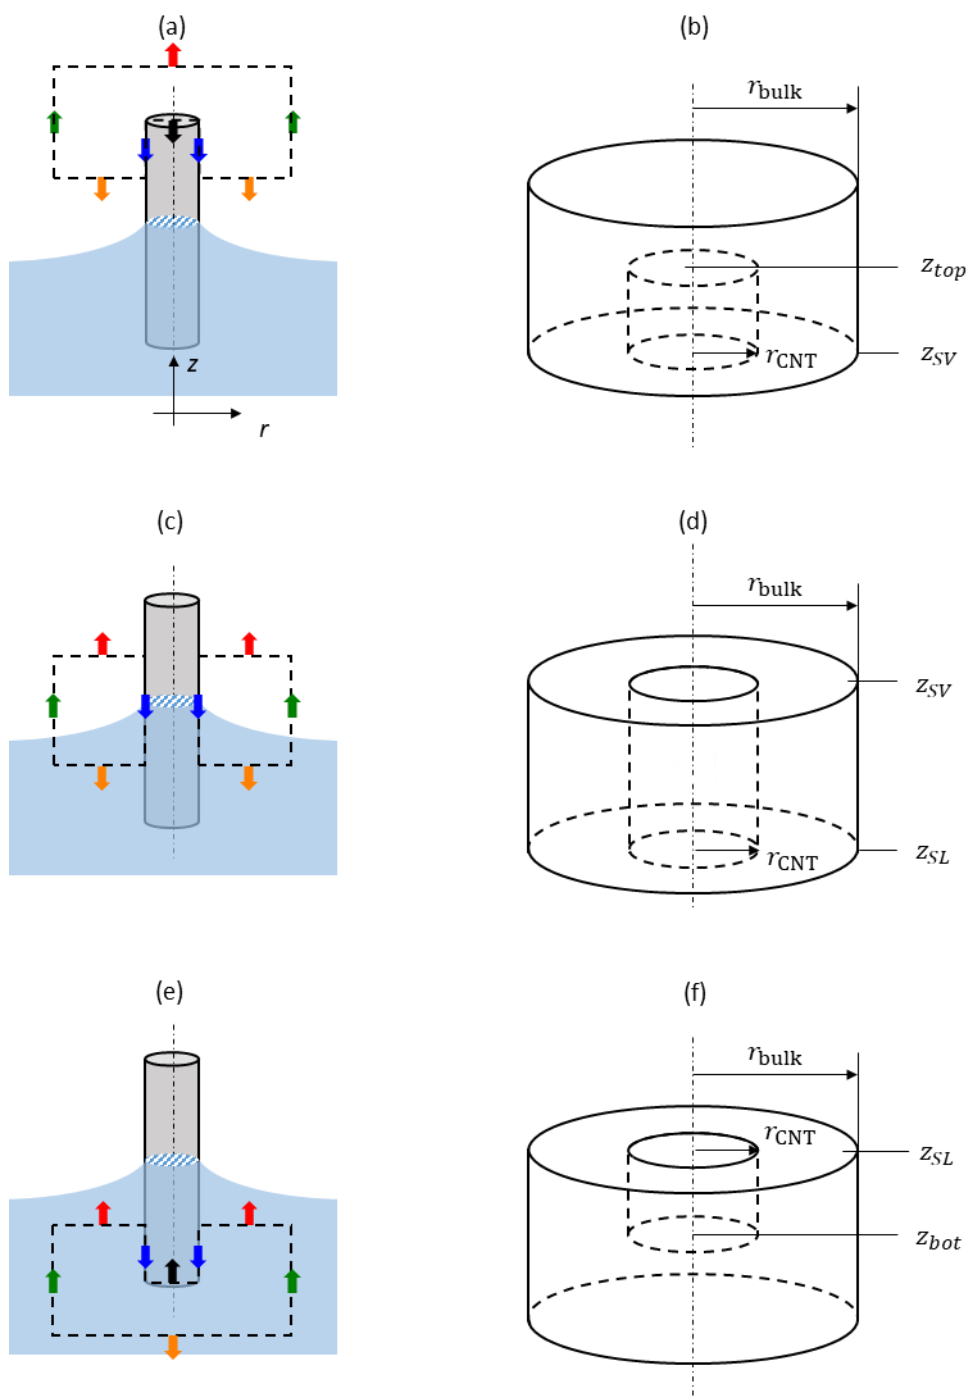 (a)
(b)
r_bulk
z_top
r_CNT
z_SV
z
r
(c)
(d)
r_bulk
z_SV
r_CNT
z_SL
(e)
(f)
r_bulk
r_CNT
z_SL
z_bot